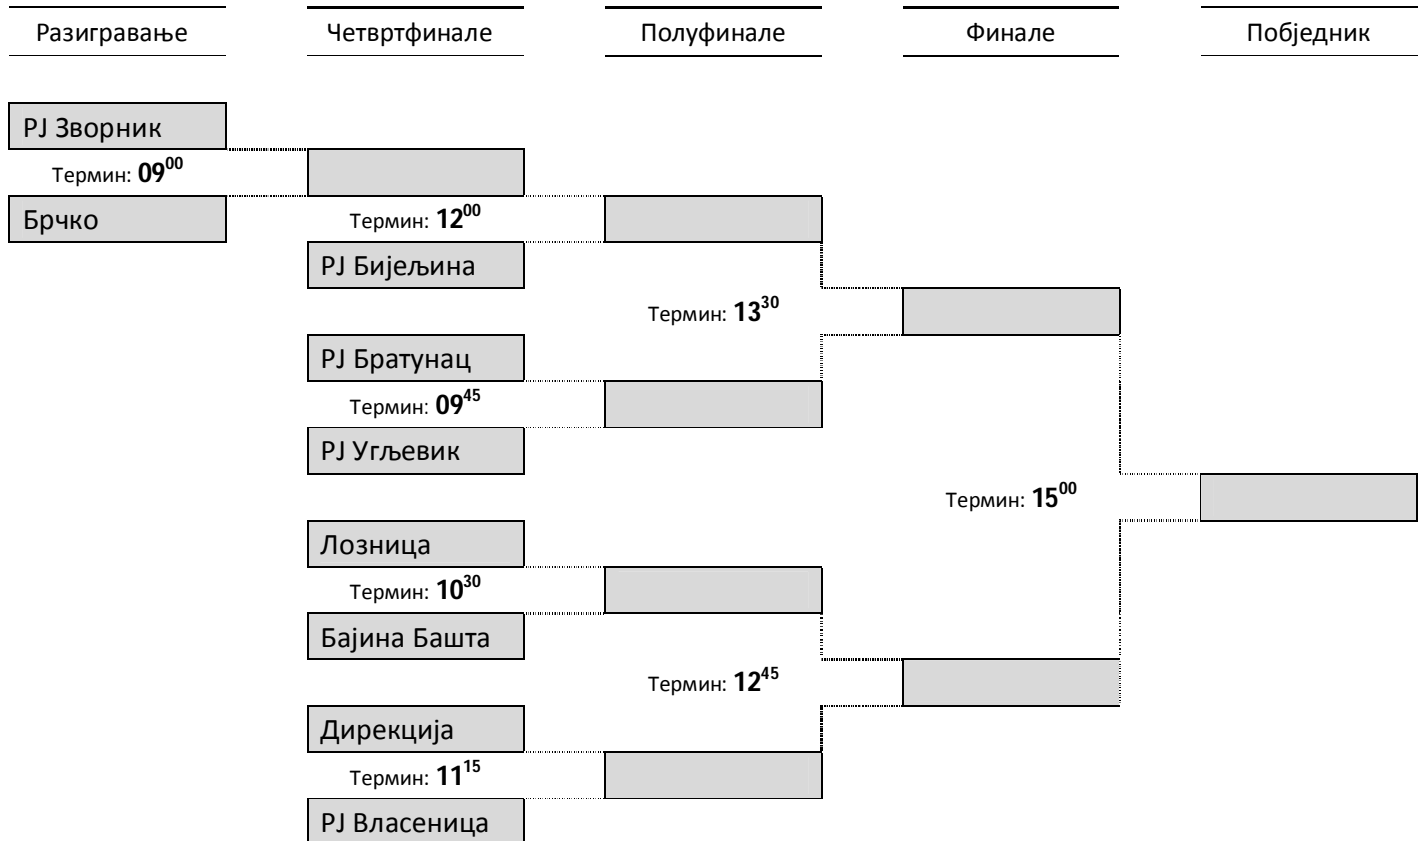 Разигравање
Четвртфинале
Полуфинале
Финале
Побједник
РЈ Зворник
Термин: 09⁰⁰
Брчко
Термин: 12⁰⁰
РЈ Бијељина
Термин: 13³⁰
РЈ Братунац
Термин: 09⁴⁵
РЈ Угљевик
Термин: 15⁰⁰
Лозница
Термин: 10³⁰
Бајина Башта
Термин: 12⁴⁵
Дирекција
Термин: 11¹⁵
РЈ Власеница